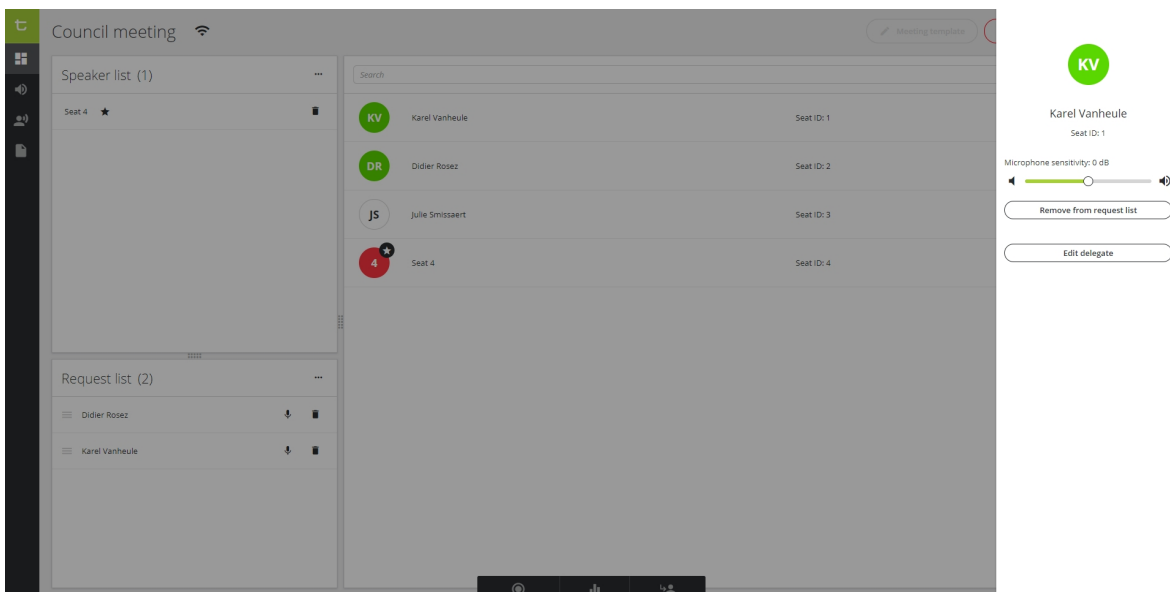 Council meeting
Meeting template
Speaker list (1)
Seat 4
Request list (2)
Didier Rosez
Karel Vanheule
Search
KV Karel Vanheule Seat ID: 1
DR Didier Rosez Seat ID: 2
JS Julie Smissaert Seat ID: 3
4 Seat 4 Seat ID: 4
KV
Karel Vanheule
Seat ID: 1
Microphone sensitivity: 0 dB
Remove from request list
Edit delegate